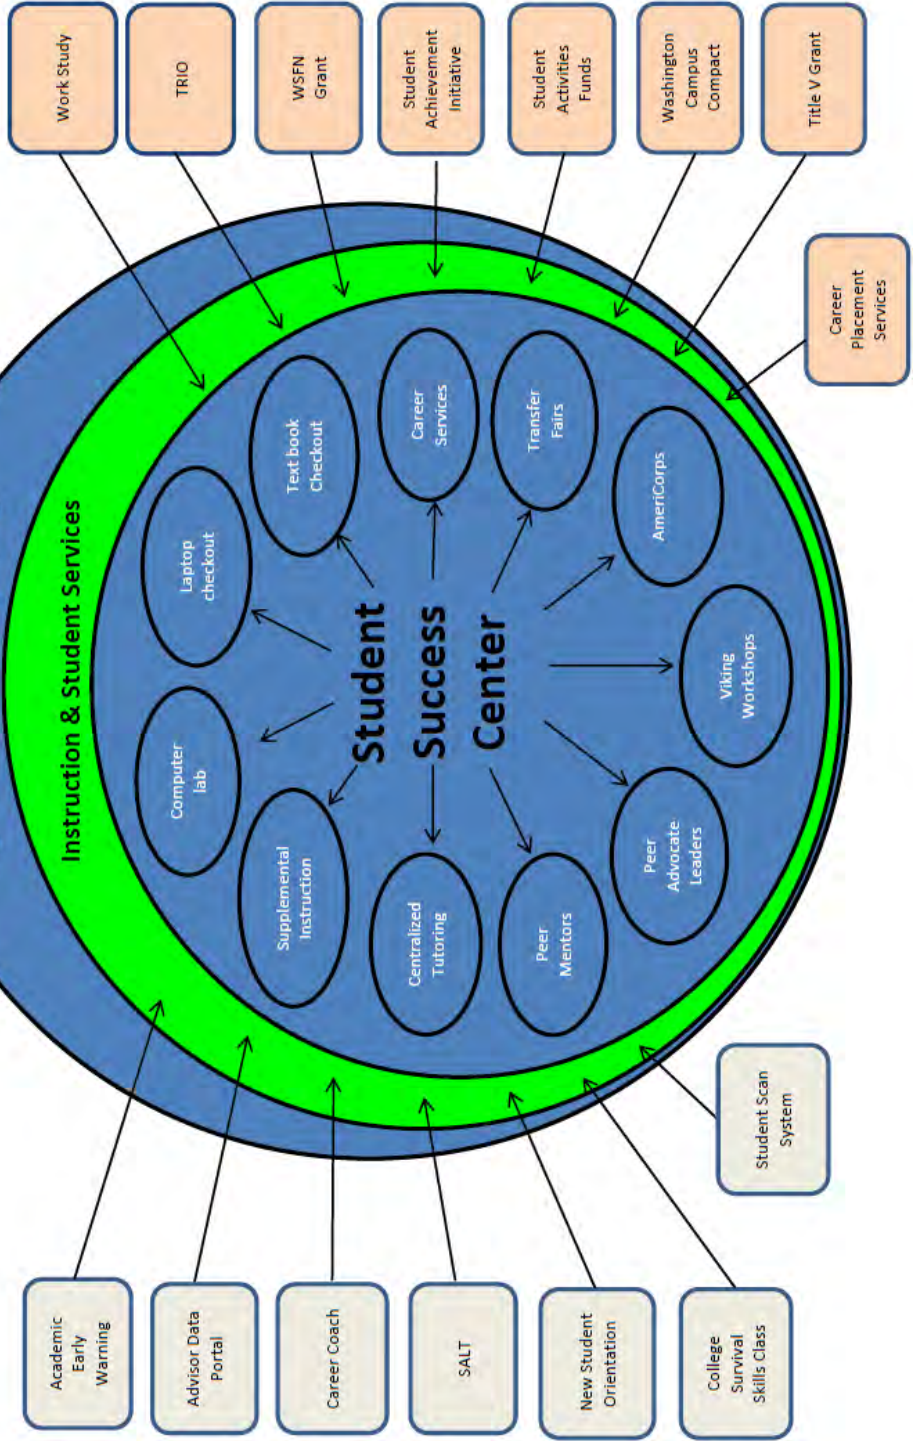 Instruction & Student Services
Student
Success
Center
Computer
lab
Laptop
checkout
Text book
Checkout
Career
Services
Transfer
Fairs
AmeriCorps
Viking
Workshops
Peer
Advocate
Leaders
Peer
Mentors
Centralized
Tutoring
Supplemental
Instruction
Academic
Early
Warning
Advisor Data
Portal
Career Coach
SALT
New Student
Orientation
College
Survival
Skills Class
Student Scan
System
Work Study
TRIO
WSFN
Grant
Student
Achievement
Initiative
Student
Activities
Funds
Washington
Campus
Compact
Title V Grant
Career
Placement
Services